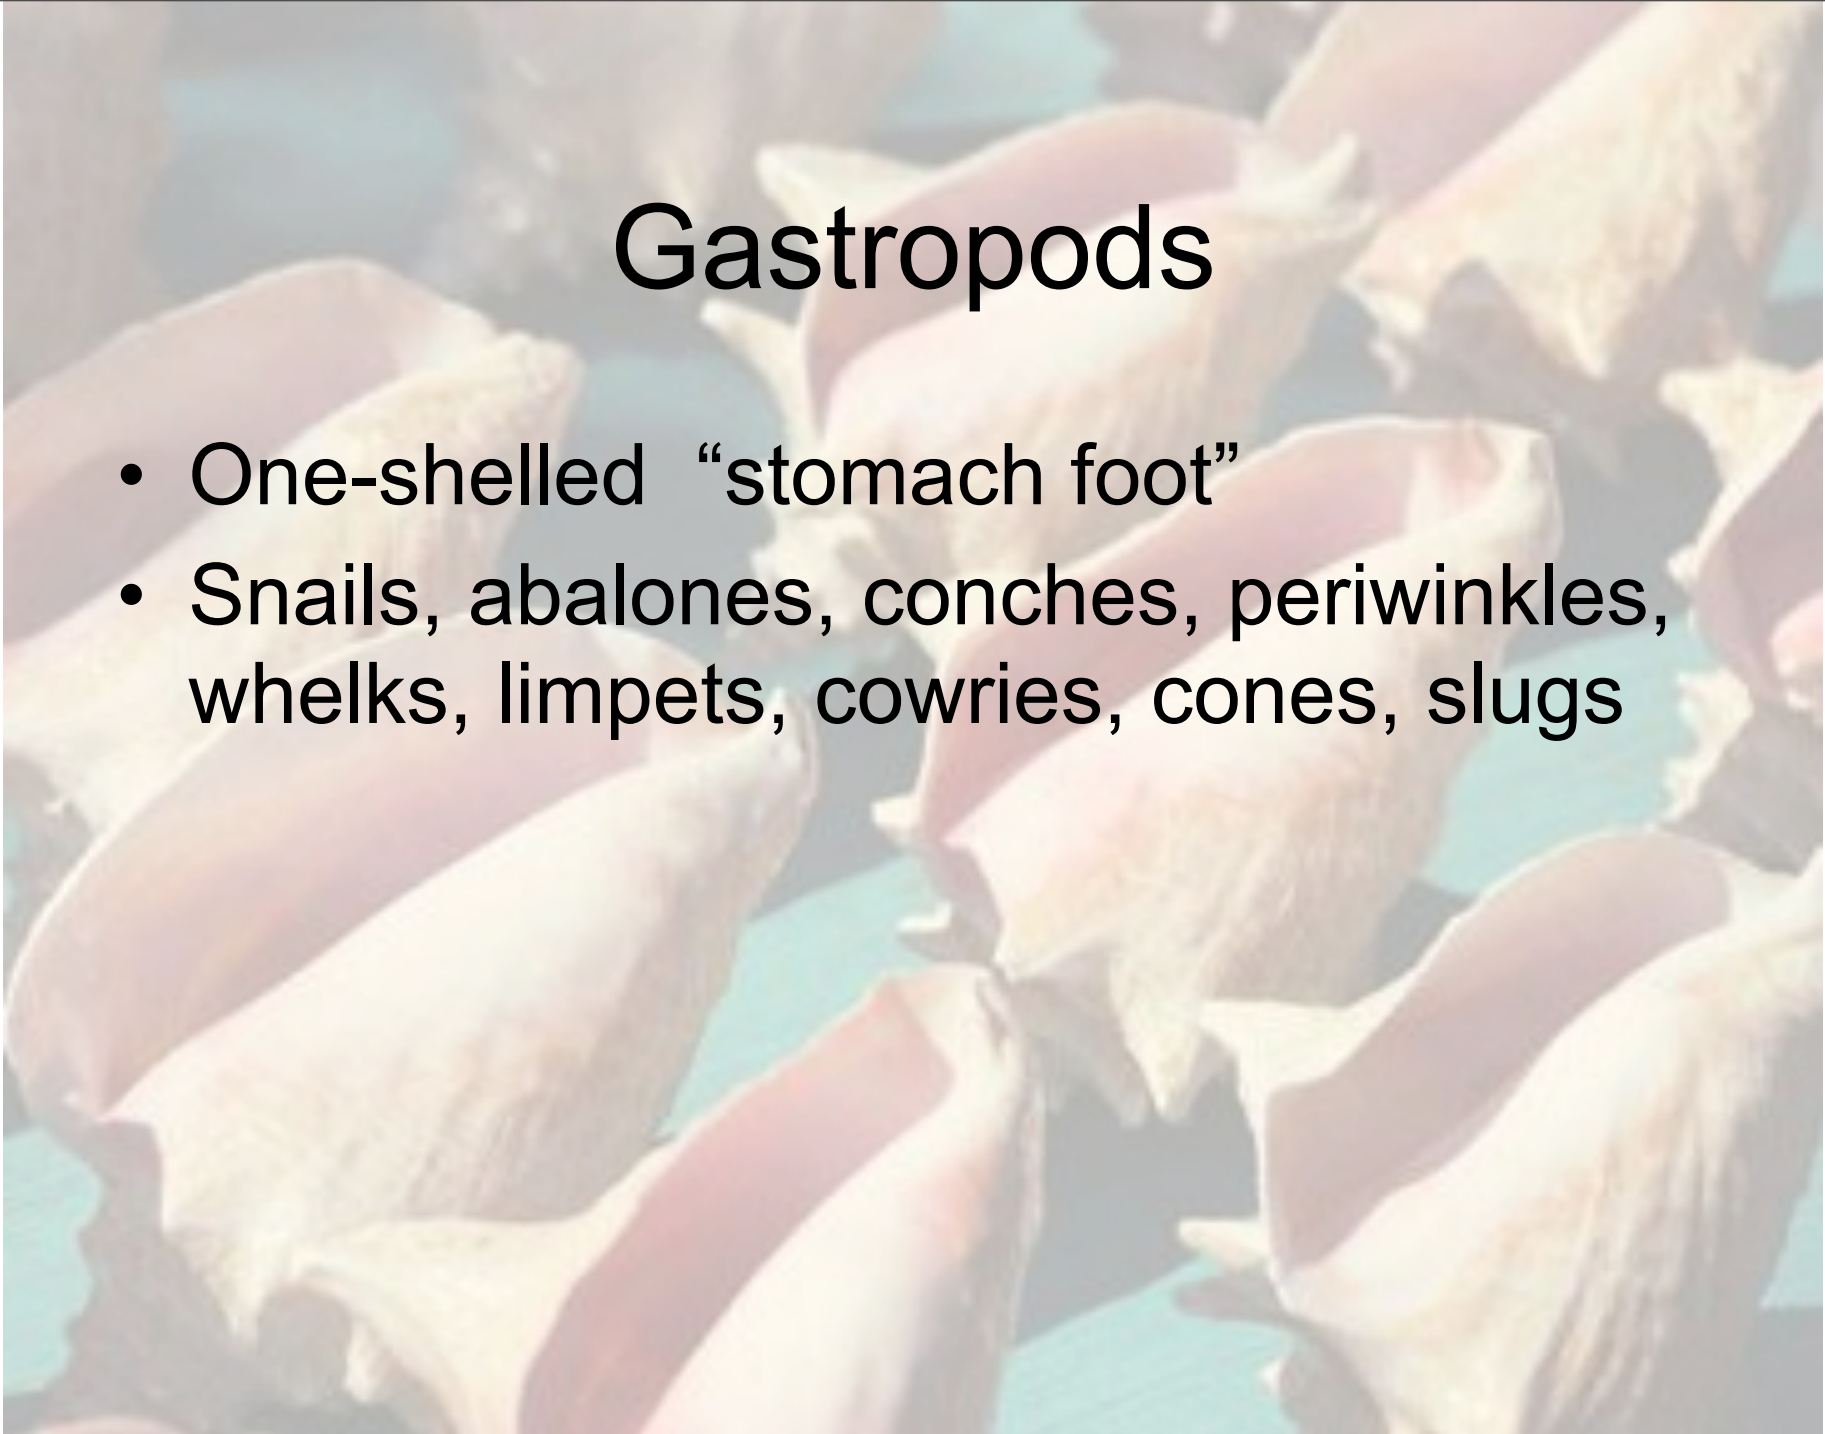 Gastropods
• One-shelled “stomach foot”
• Snails, abalones, conches, periwinkles,
whelks, limpets, cowries, cones, slugs